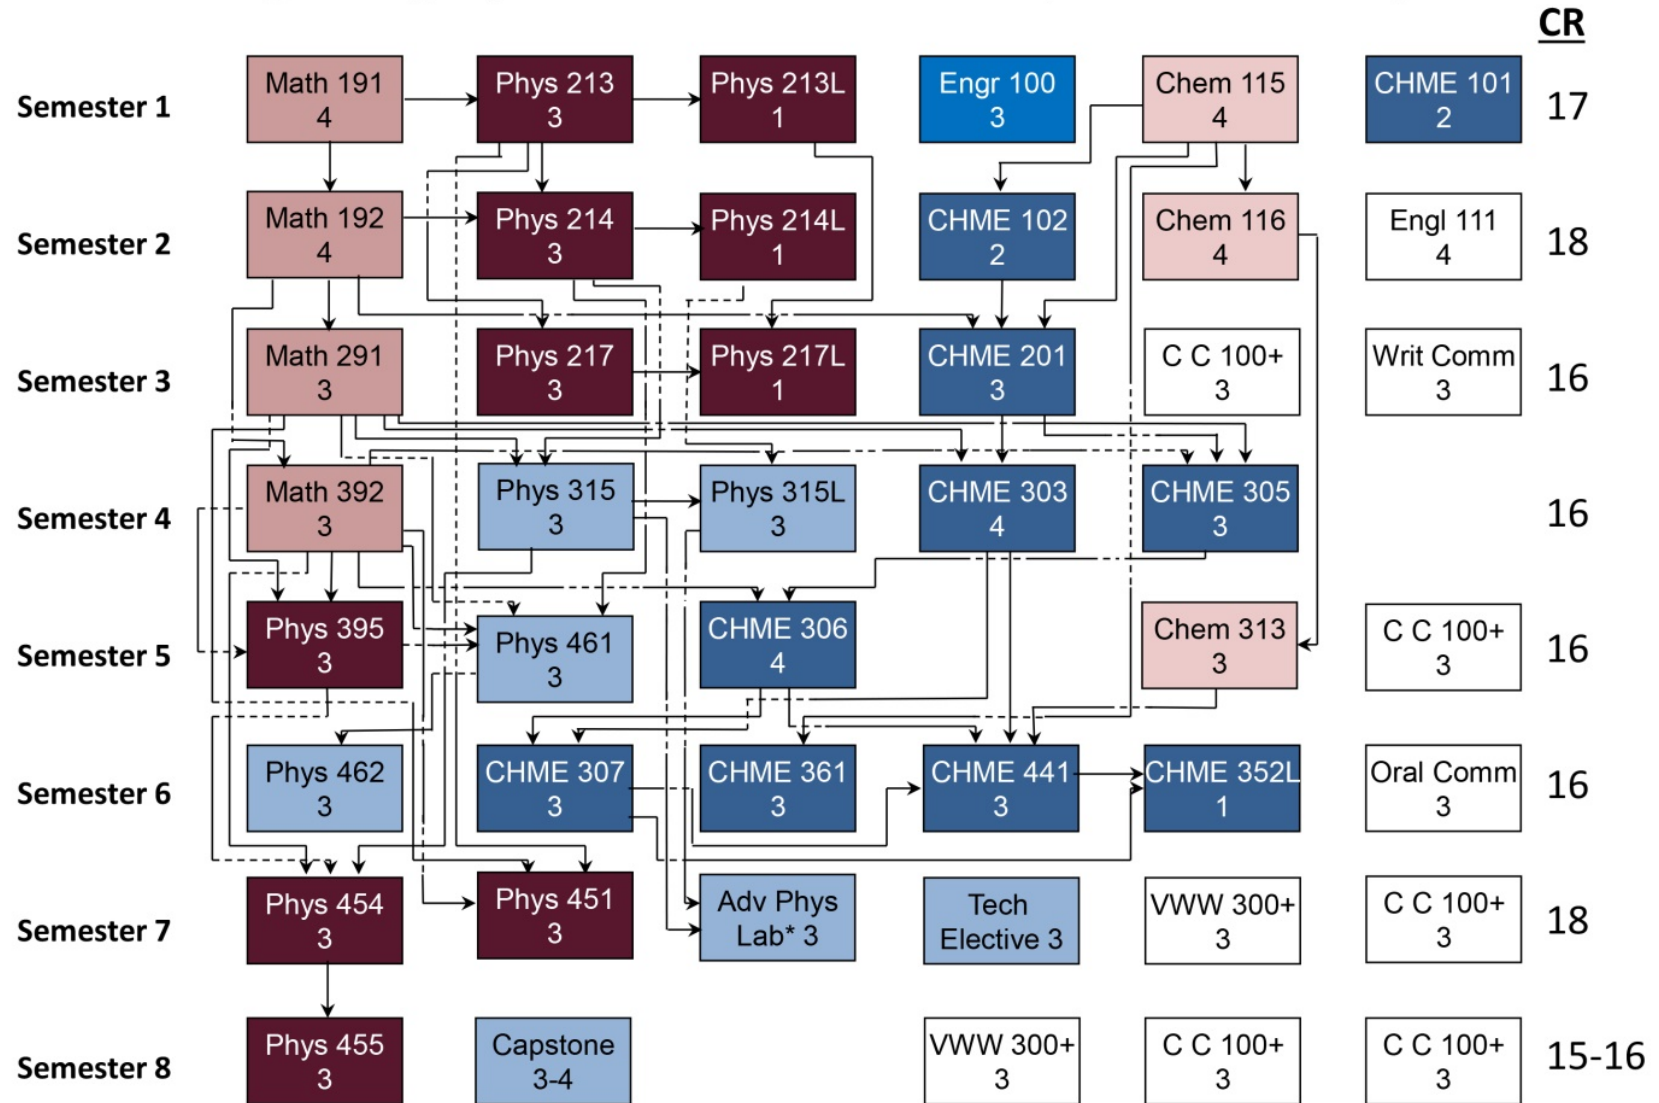 CR
Semester 1
Math 191
4
Phys 213
3
Phys 213L
1
Engr 100
3
Chem 115
4
CHME 101
2
17
Semester 2
Math 192
4
Phys 214
3
Phys 214L
1
CHME 102
2
Chem 116
4
Engl 111
4
18
Semester 3
Math 291
3
Phys 217
3
Phys 217L
1
CHME 201
3
C C 100+
3
Writ Comm
3
16
Semester 4
Math 392
3
Phys 315
3
Phys 315L
3
CHME 303
4
CHME 305
3
16
Semester 5
Phys 395
3
Phys 461
3
CHME 306
4
Chem 313
3
C C 100+
3
16
Semester 6
Phys 462
3
CHME 307
3
CHME 361
3
CHME 441
3
CHME 352L
1
Oral Comm
3
16
Semester 7
Phys 454
3
Phys 451
3
Adv Phys
Lab* 3
Tech
Elective 3
VWW 300+
3
C C 100+
3
18
Semester 8
Phys 455
3
Capstone
3-4
VWW 300+
3
C C 100+
3
C C 100+
3
15-16